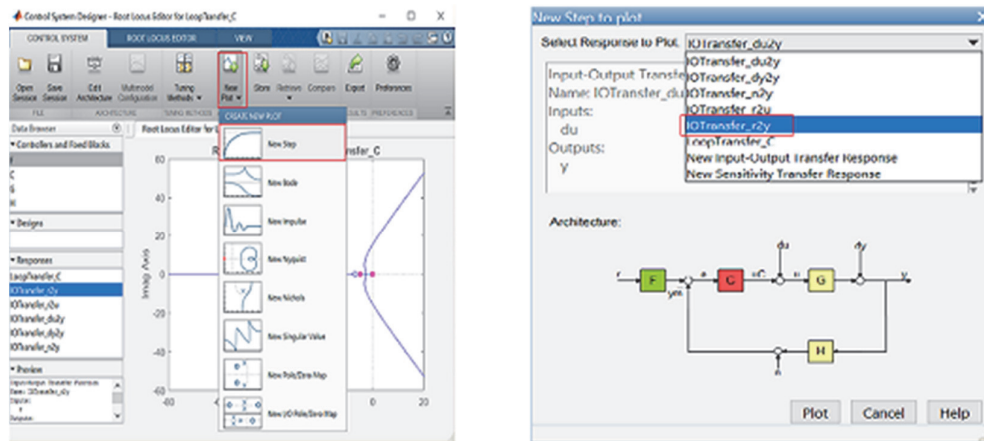 Control System Designer - Root Locus Editor for LoopTransfer_C
CONTROL SYSTEM
ROOT LOCUS EDITOR
VIEW
Open Session
Save Session
Edit Architecture
Multimodel Configuration
Tuning Methods
New Plot
Store
Retrieve
Compare
Export
Preferences
FILE
ARCHITECTURE
TUNING METHODS
Data Browser
Controllers and Fixed Blocks
F
C
G
H
Designs
Responses
LoopTransfer_C
IOTransfer_r2y
IOTransfer_r2u
IOTransfer_du2y
IOTransfer_dy2y
IOTransfer_n2y
Preview
Root Locus Editor for L
nsfer_C
Imag Axis
60
40
20
0
-20
-40
-60
-80
0
20
CREATE NEW PLOT
New Step
New Bode
New Impulse
New Nyquist
New Nichols
New Singular Value
New Pole/Zero Map
New I/O Pole/Zero Map
New Step to plot
Select Response to Plot
IOTransfer_du2y
IOTransfer_du2y
IOTransfer_dy2y
IOTransfer_n2y
IOTransfer_r2u
IOTransfer_r2y
LoopTransfer_C
New Input-Output Transfer Response
New Sensitivity Transfer Response
Input-Output Transfe
Name: IOTransfer_du
Inputs:
du
Outputs:
y
Architecture:
du
dy
r
F
e
C
uC
u
G
y
ym
H
n
Plot
Cancel
Help